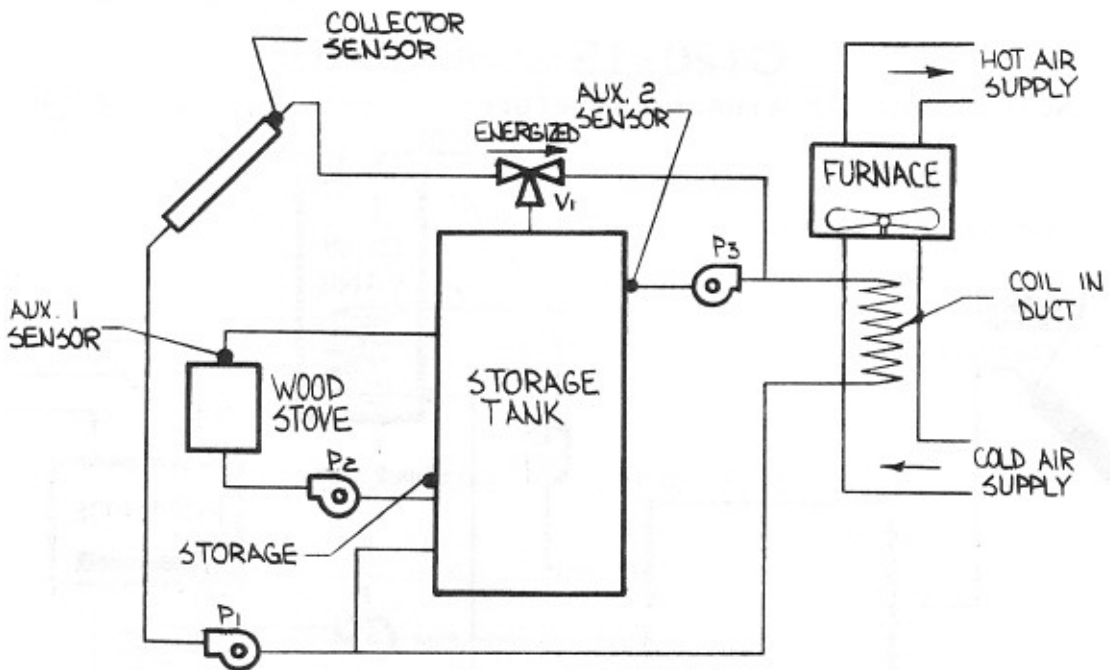 COLLECTOR
SENSOR
HOT AIR
SUPPLY
AUX. 2
SENSOR
ENERGIZED
V1
FURNACE
P3
COIL IN
DUCT
AUX. 1
SENSOR
WOOD
STOVE
STORAGE
TANK
P2
COLD AIR
SUPPLY
STORAGE
P1